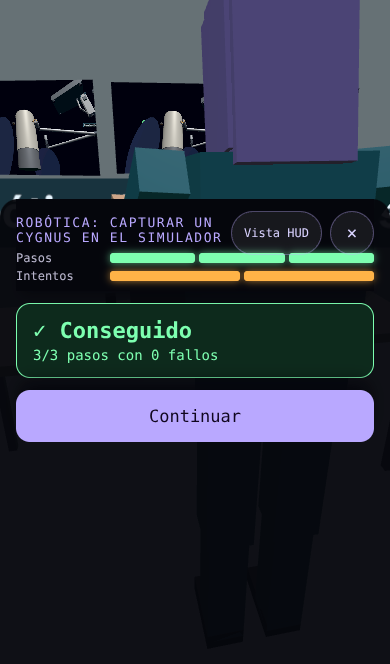 ROBÓTICA: CAPTURAR UN
CYGNUS EN EL SIMULADOR
Vista HUD
×
Pasos
Intentos
✓ Conseguido
3/3 pasos con 0 fallos
Continuar